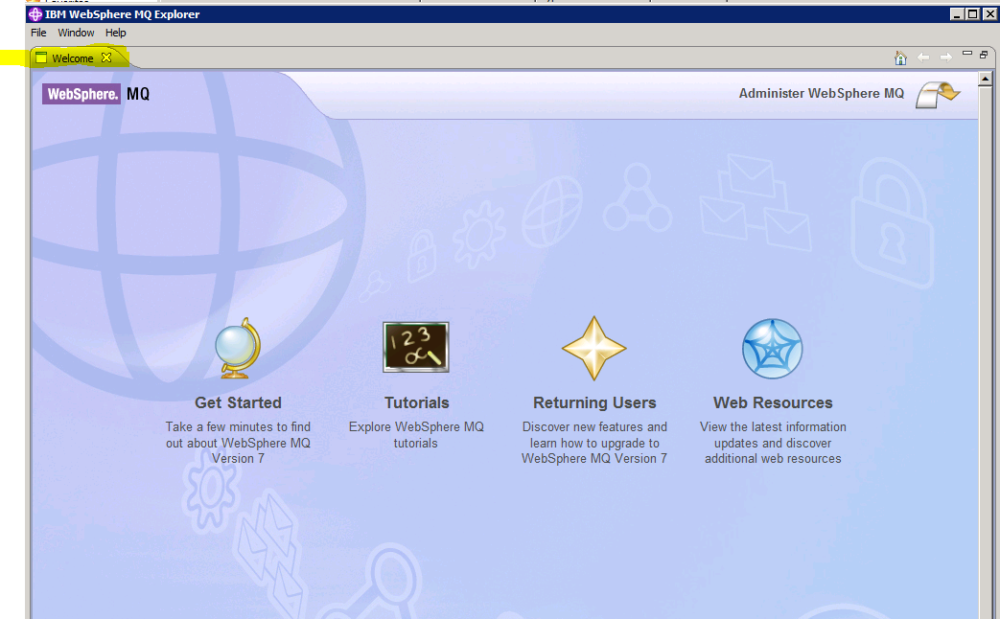 IBM WebSphere MQ Explorer
File Window Help
Welcome
WebSphere. MQ
Administer WebSphere MQ
1 2 3
Get Started
Take a few minutes to find
out about WebSphere MQ
Version 7
Tutorials
Explore WebSphere MQ
tutorials
Returning Users
Discover new features and
learn how to upgrade to
WebSphere MQ Version 7
Web Resources
View the latest information
updates and discover
additional web resources